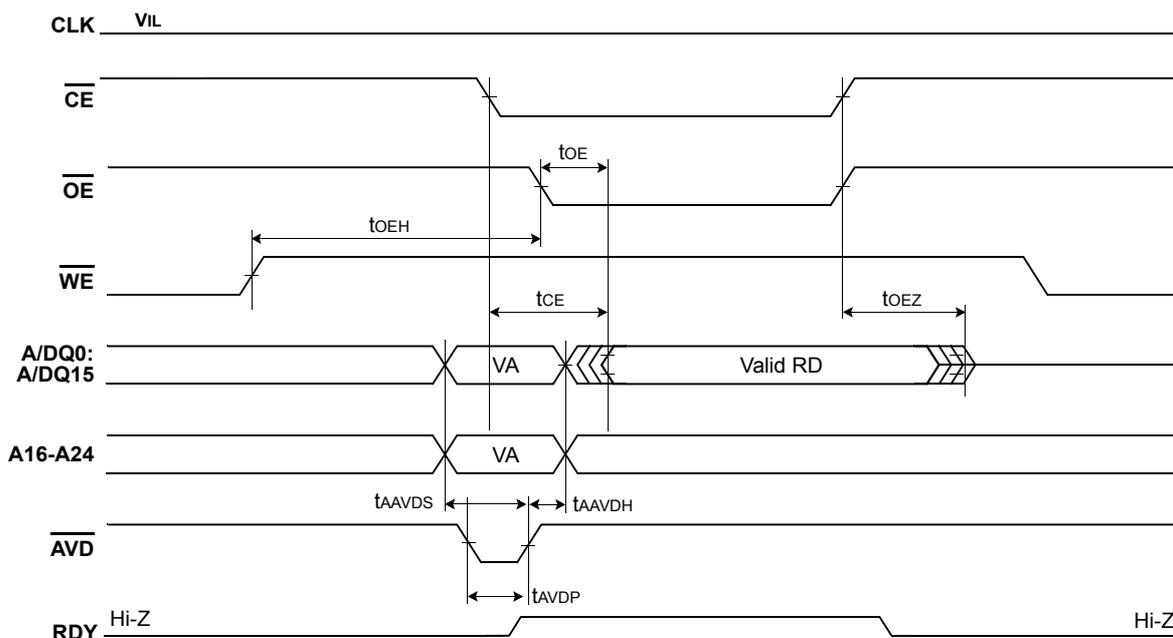 CLK VIL
CE
OE tOE
tOEH
WE
tCE tOEZ
A/DQ0:
A/DQ15 VA Valid RD
A16-A24 VA
tAAVDS tAAVDH
AVD
tAVDP
RDY Hi-Z Hi-Z